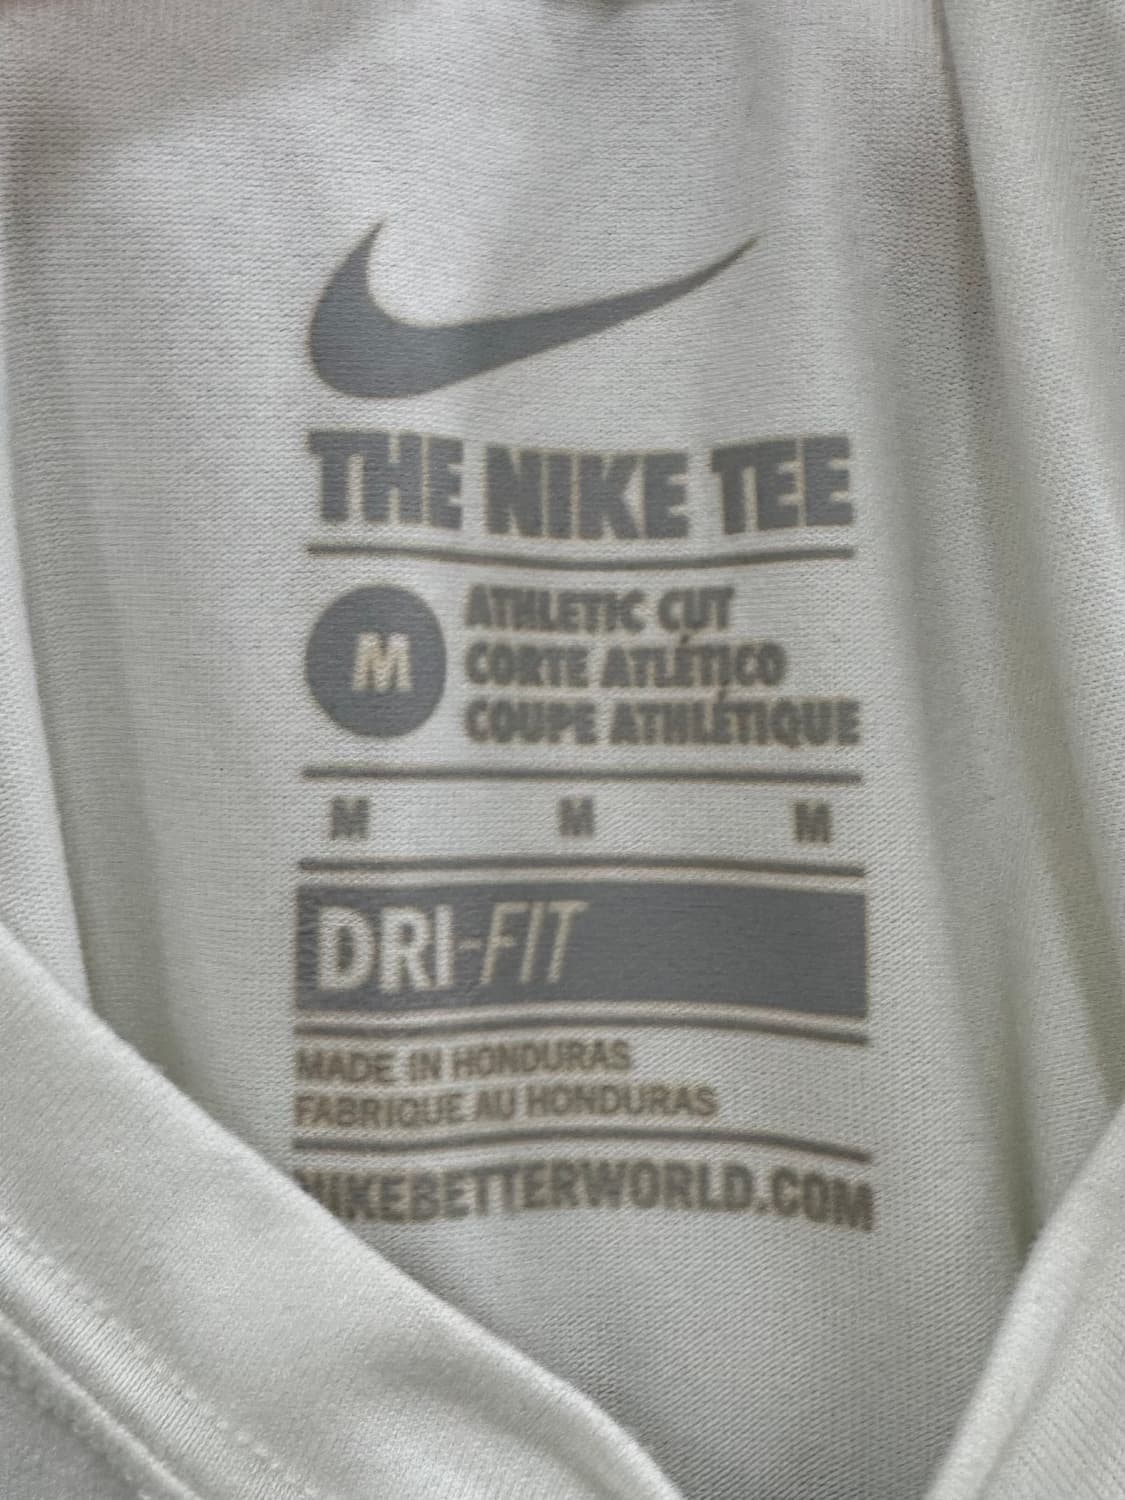 THE NIKE TEE
M
ATHLETIC CUT
CORTE ATLÉTICO
COUPE ATHLÉTIQUE
M M M
DRI-FIT
MADE IN HONDURAS
FABRIQUE AU HONDURAS
NIKEBETTERWORLD.COM